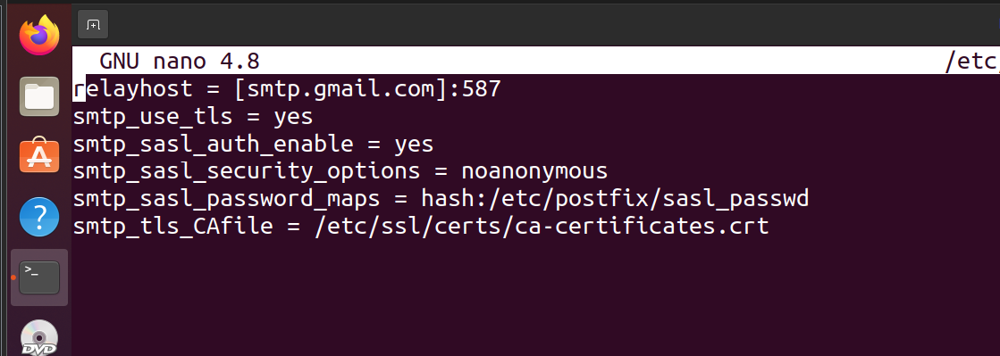 GNU nano 4.8 /etc
relayhost = [smtp.gmail.com]:587
smtp_use_tls = yes
smtp_sasl_auth_enable = yes
smtp_sasl_security_options = noanonymous
smtp_sasl_password_maps = hash:/etc/postfix/sasl_passwd
smtp_tls_CAfile = /etc/ssl/certs/ca-certificates.crt
?
>_
DVD